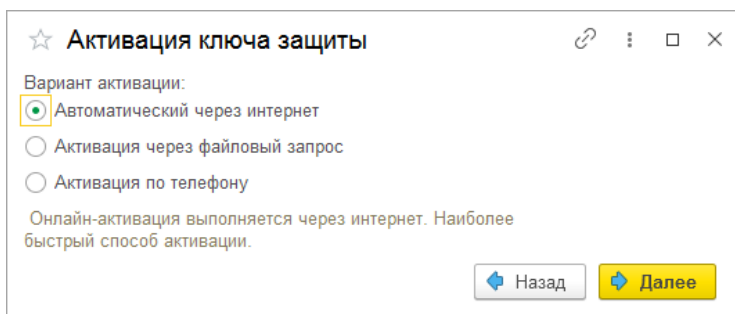 Активация ключа защиты
Вариант активации:
Автоматический через интернет
Активация через файловый запрос
Активация по телефону
Онлайн-активация выполняется через интернет. Наиболее
быстрый способ активации.
Назад
Далее